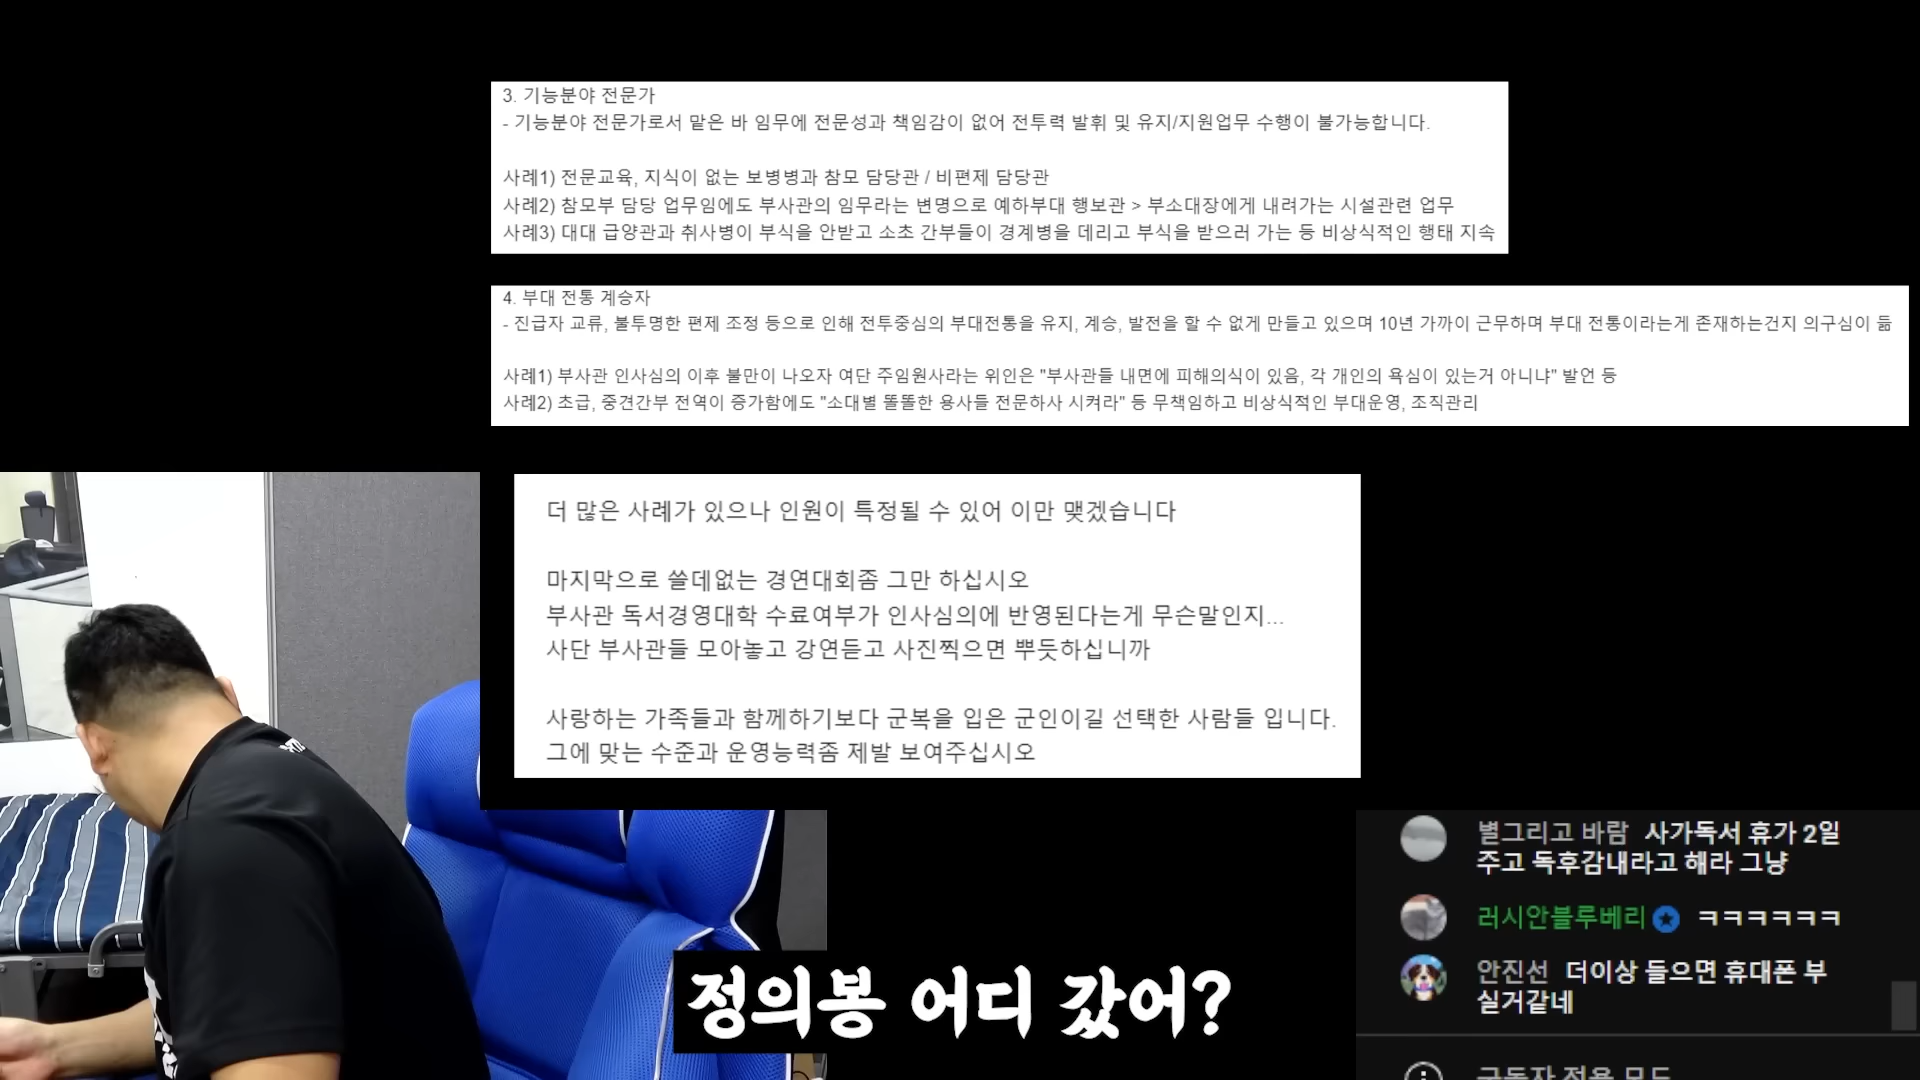 3. 기능분야 전문가
- 기능분야 전문가로서 맡은 바 임무에 전문성과 책임감이 없어 전투력 발휘 및 유지/지원업무 수행이 불가능합니다.
사례1) 전문교육, 지식이 없는 보병병과 참모 담당관 / 비편제 담당관
사례2) 참모부 담당 업무임에도 부사관의 임무라는 변명으로 예하부대 행보관 > 부소대장에게 내려가는 시설관련 업무
사례3) 대대 급양관과 취사병이 부식을 안받고 소초 간부들이 경계병을 데리고 부식을 받으러 가는 등 비상식적인 행태 지속
4. 부대 전통 계승자
- 진급자 교류, 불투명한 편제 조정 등으로 인해 전투중심의 부대전통을 유지, 계승, 발전을 할 수 없게 만들고 있으며 10년 가까이 근무하며 부대 전통이라는게 존재하는건지 의구심이 듦
사례1) 부사관 인사심의 이후 불만이 나오자 여단 주임원사라는 위인은 "부사관들 내면에 피해의식이 있음, 각 개인의 욕심이 있는거 아니냐" 발언 등
사례2) 초급, 중견간부 전역이 증가함에도 "소대별 똘똘한 용사들 전문하사 시켜라" 등 무책임하고 비상식적인 부대운영, 조직관리
더 많은 사례가 있으나 인원이 특정될 수 있어 이만 맺겠습니다
마지막으로 쓸데없는 경연대회좀 그만 하십시오
부사관 독서경영대학 수료여부가 인사심의에 반영된다는게 무슨말인지...
사단 부사관들 모아놓고 강연듣고 사진찍으면 뿌듯하십니까
사랑하는 가족들과 함께하기보다 군복을 입은 군인이길 선택한 사람들 입니다.
그에 맞는 수준과 운영능력좀 제발 보여주십시오
별그리고 바람 사가독서 휴가 2일
주고 독후감내라고 해라 그냥
러시안블루베리 ㅋㅋㅋㅋㅋㅋ
안진선 더이상 들으면 휴대폰 부
실거같네
정의봉 어디 갔어?
구독자 전용 모드